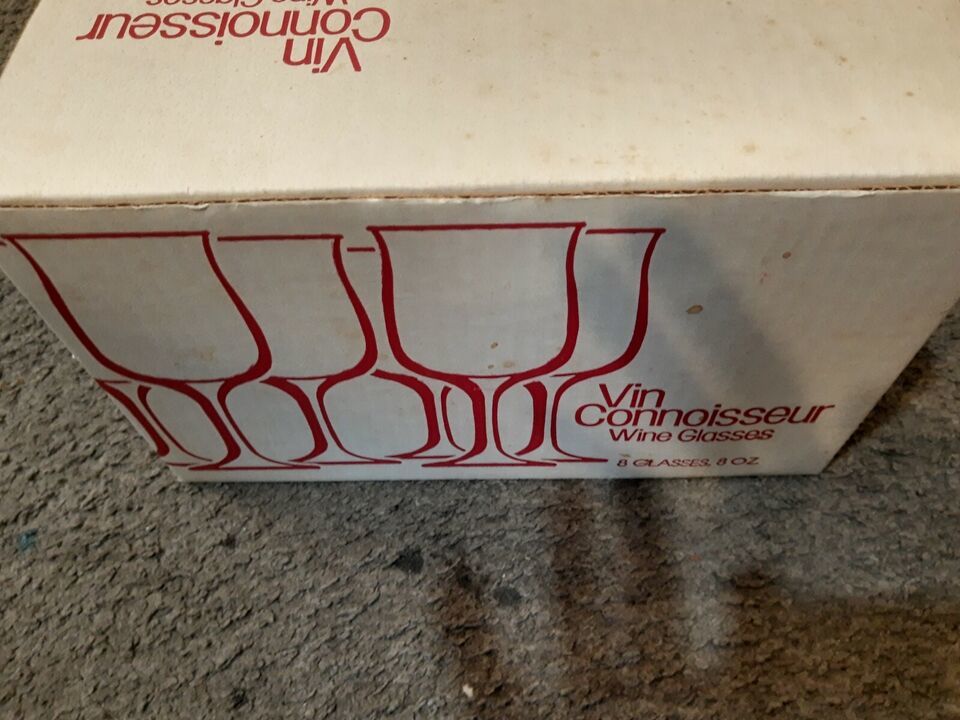 Vin
Connoisseur
Wine Glasses
Vin
Connoisseur
Wine Glasses
8 GLASSES, 8 OZ.